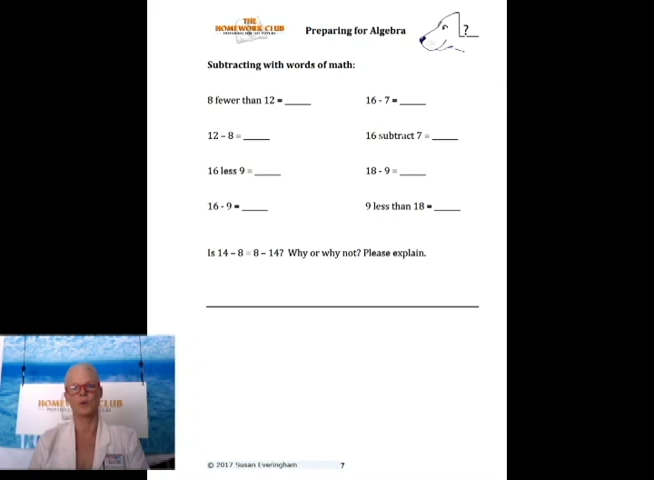 THE
HOMEWORK CLUB
Preparing for Algebra
?
Subtracting with words of math:
8 fewer than 12 = _____
16 - 7 = _____
12 – 8 = _____
16 subtract 7 = _____
16 less 9 = _____
18 - 9 = _____
16 - 9 = _____
9 less than 18 = _____
Is 14 – 8 = 8 – 14? Why or why not? Please explain.
HOMEWORK CLUB
© 2017 Susan Everingham
7